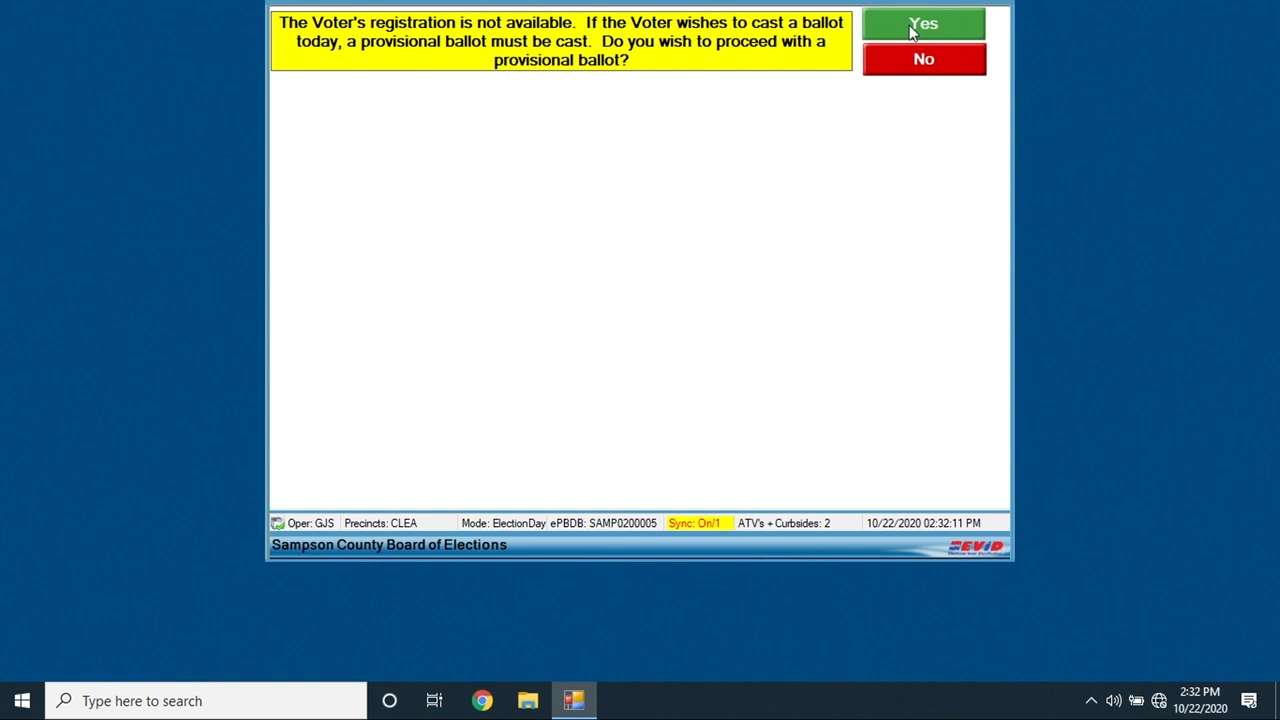 The Voter's registration is not available. If the Voter wishes to cast a ballot
today, a provisional ballot must be cast. Do you wish to proceed with a
provisional ballot?
Yes
No
Oper: GJS Precincts: CLEA Mode: ElectionDay ePBDB: SAMP0200005 Sync: On/1 ATV's + Curbsides: 2 10/22/2020 02:32:11 PM
Sampson County Board of Elections
EViD
Type here to search
2:32 PM
10/22/2020